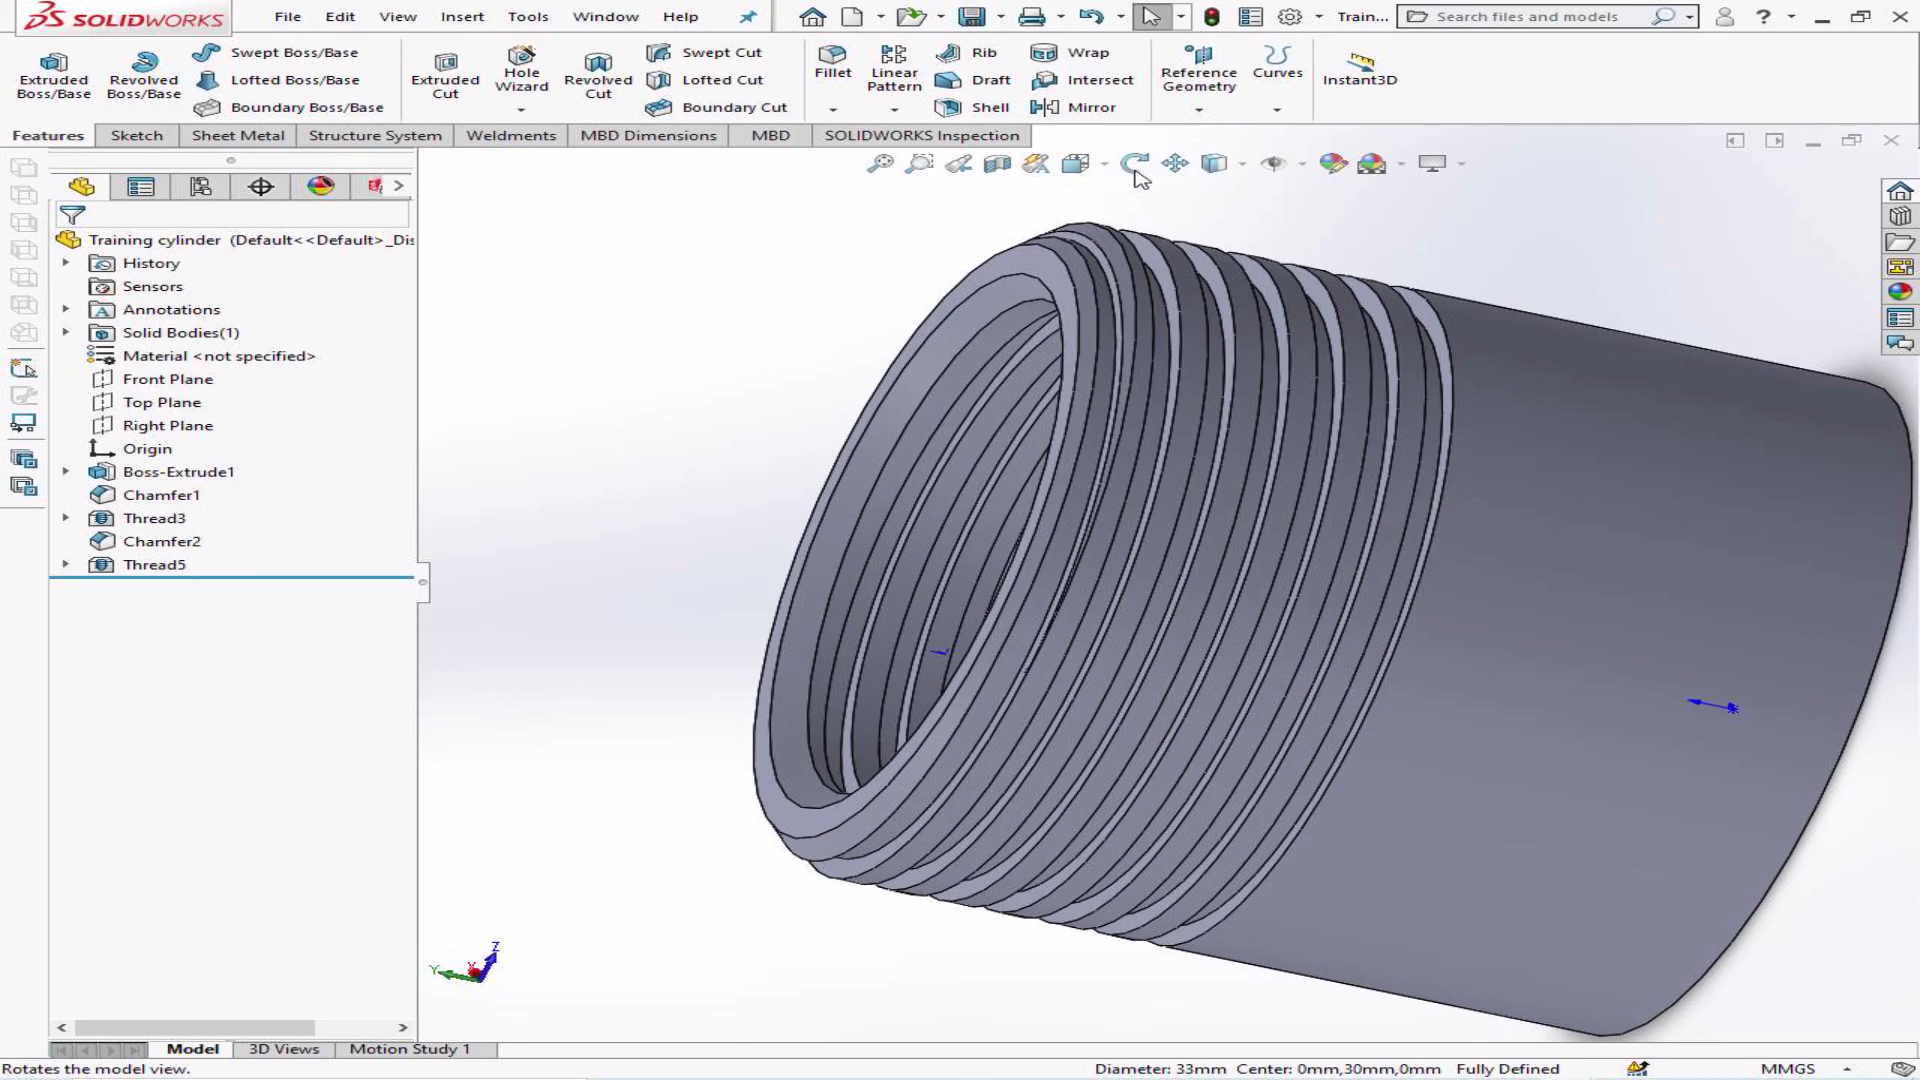 SOLIDWORKS File Edit View Insert Tools Window Help Train... Search files and models ?
Extruded Boss/Base
Revolved Boss/Base
Swept Boss/Base
Lofted Boss/Base
Boundary Boss/Base
Extruded Cut
Hole Wizard
Revolved Cut
Swept Cut
Lofted Cut
Boundary Cut
Fillet
Linear Pattern
Rib
Draft
Shell
Wrap
Intersect
Mirror
Reference Geometry
Curves
Instant3D
Features Sketch Sheet Metal Structure System Weldments MBD Dimensions MBD SOLIDWORKS Inspection
Training cylinder (Default<<Default>_Dis
History
Sensors
Annotations
Solid Bodies(1)
Material <not specified>
Front Plane
Top Plane
Right Plane
Origin
Boss-Extrude1
Chamfer1
Thread3
Chamfer2
Thread5
Z
Y X
Model 3D Views Motion Study 1
Rotates the model view. Diameter: 33mm Center: 0mm,30mm,0mm Fully Defined MMGS